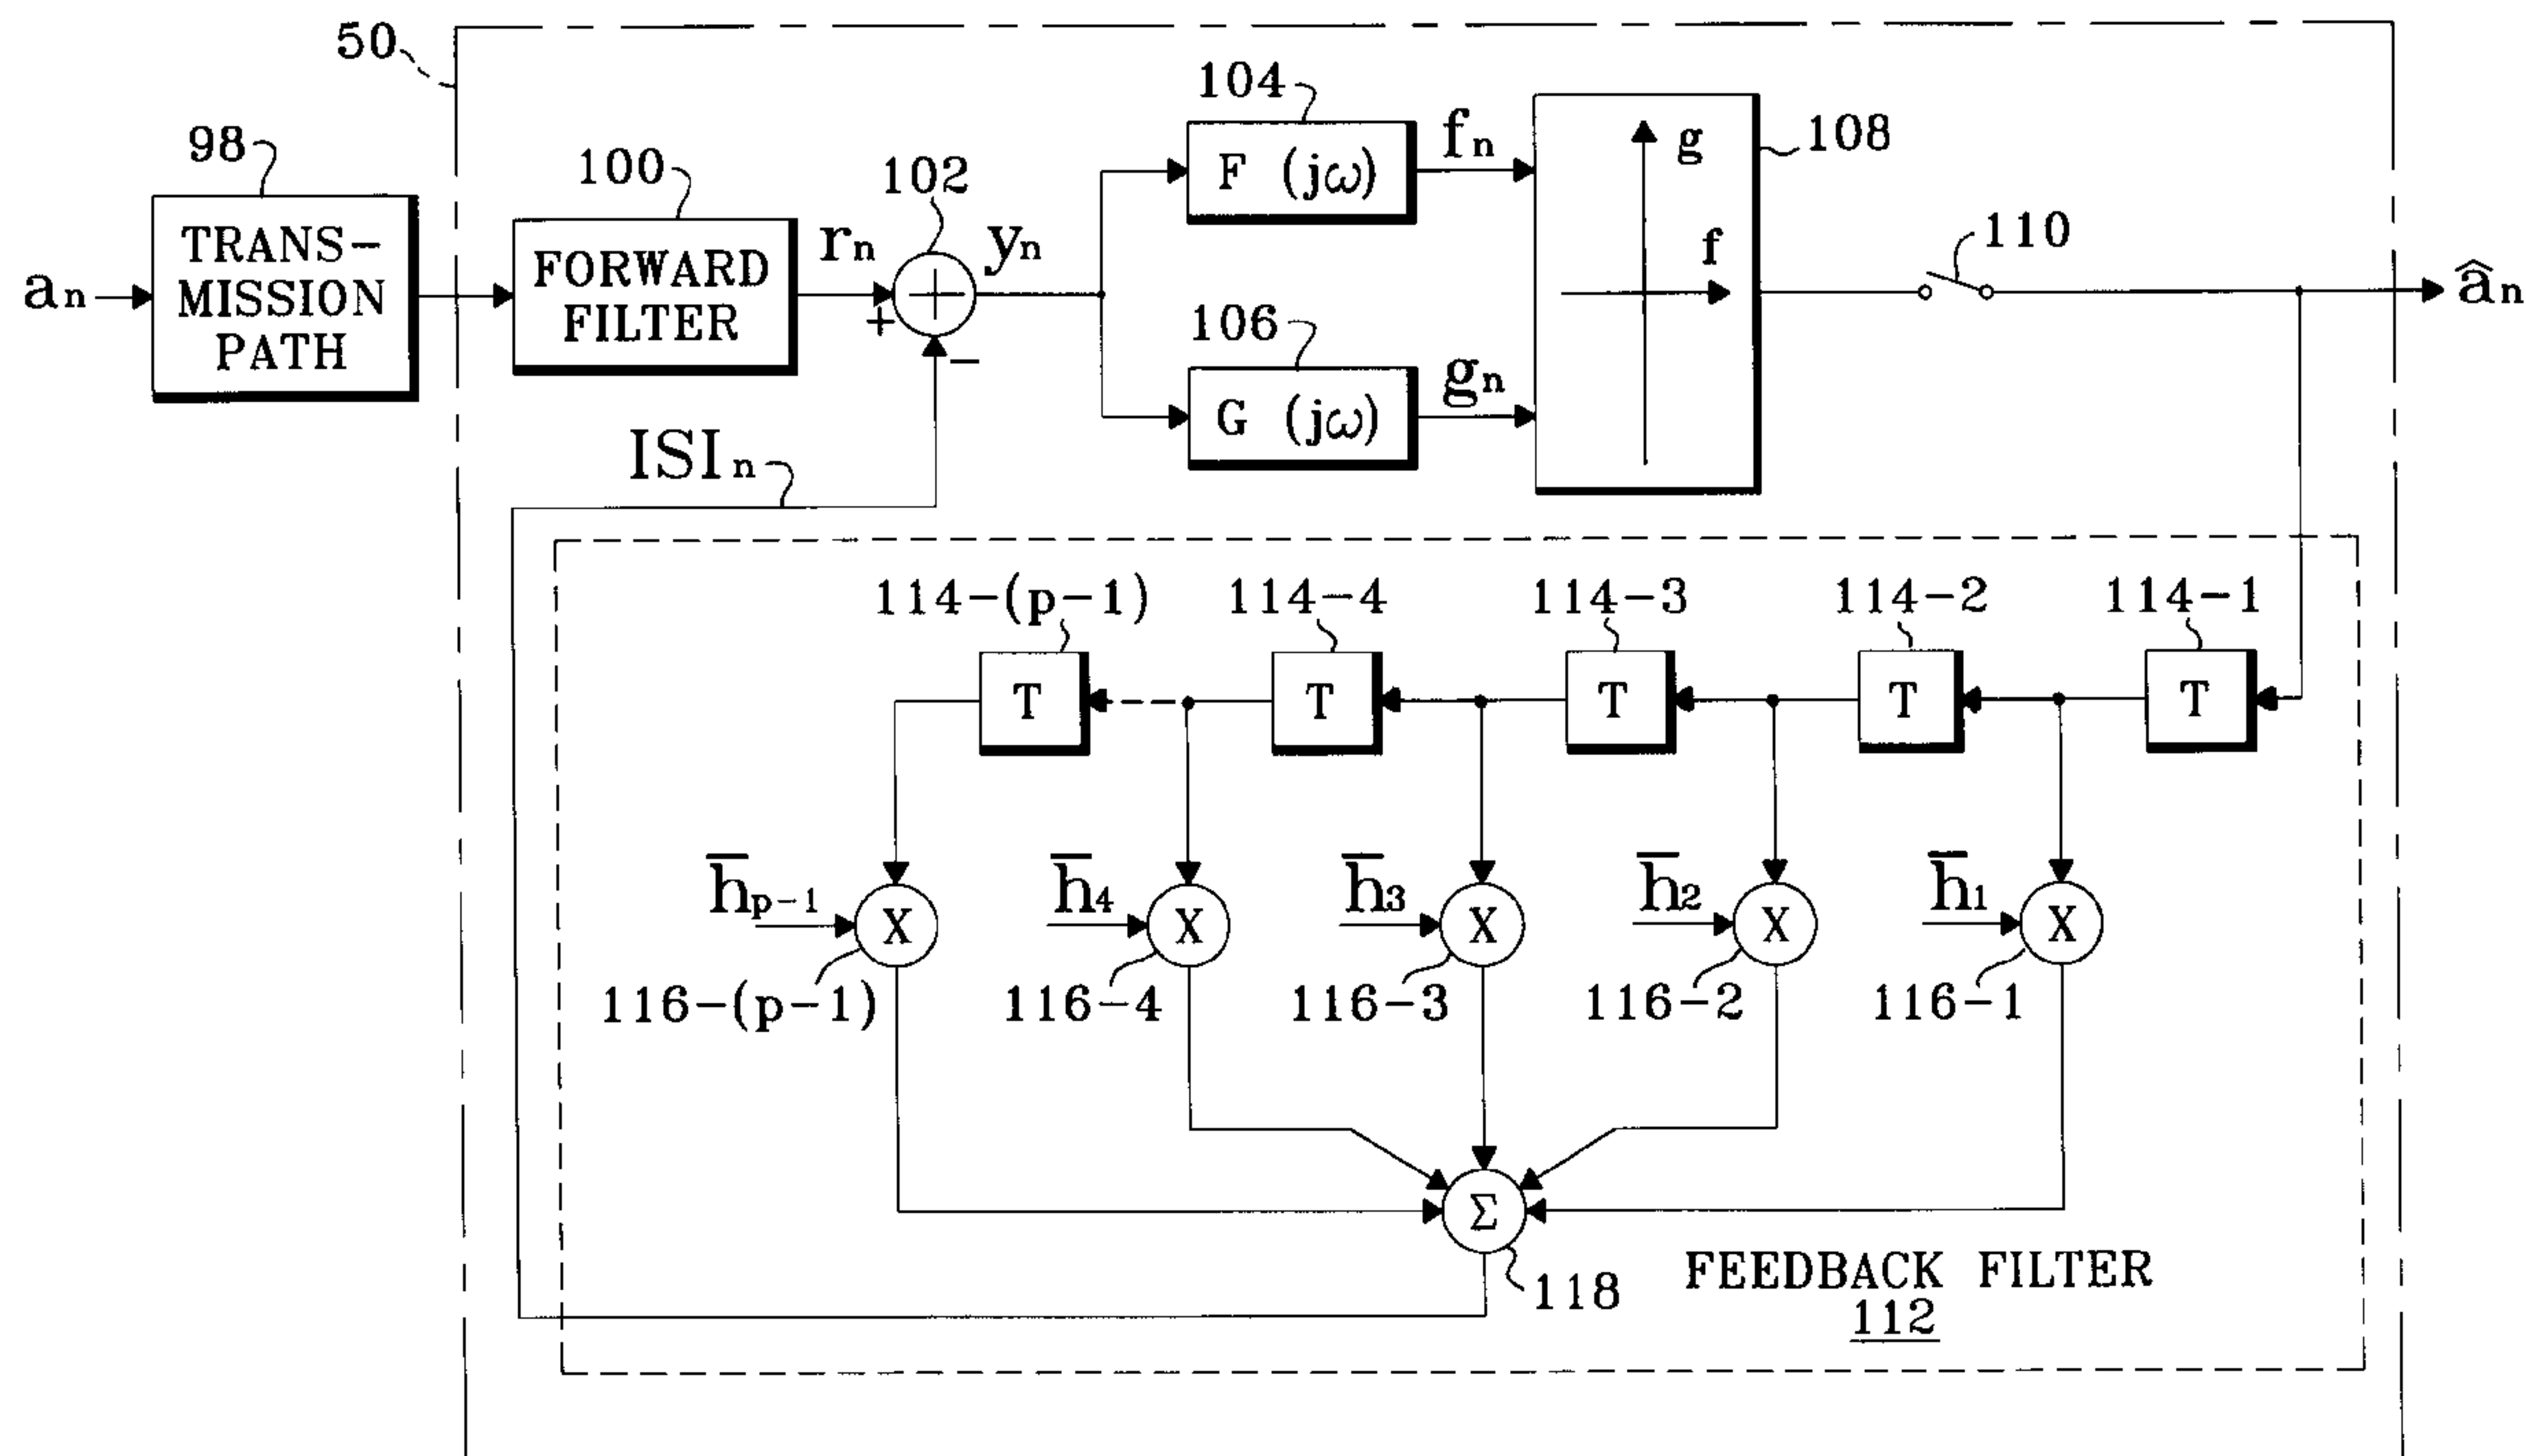 50
98
100
102
104
108
aₙ
TRANS-
MISSION
PATH
FORWARD
FILTER
rₙ
+
-
yₙ
F (jω)
fₙ
g
f
110
âₙ
106
G (jω)
gₙ
ISIₙ
114-(p-1)
114-4
114-3
114-2
114-1
T
T
T
T
T
h̅ₚ₋₁
h̅₄
h̅₃
h̅₂
h̅₁
X
X
X
X
X
116-(p-1)
116-4
116-3
116-2
116-1
Σ
118
FEEDBACK FILTER
112